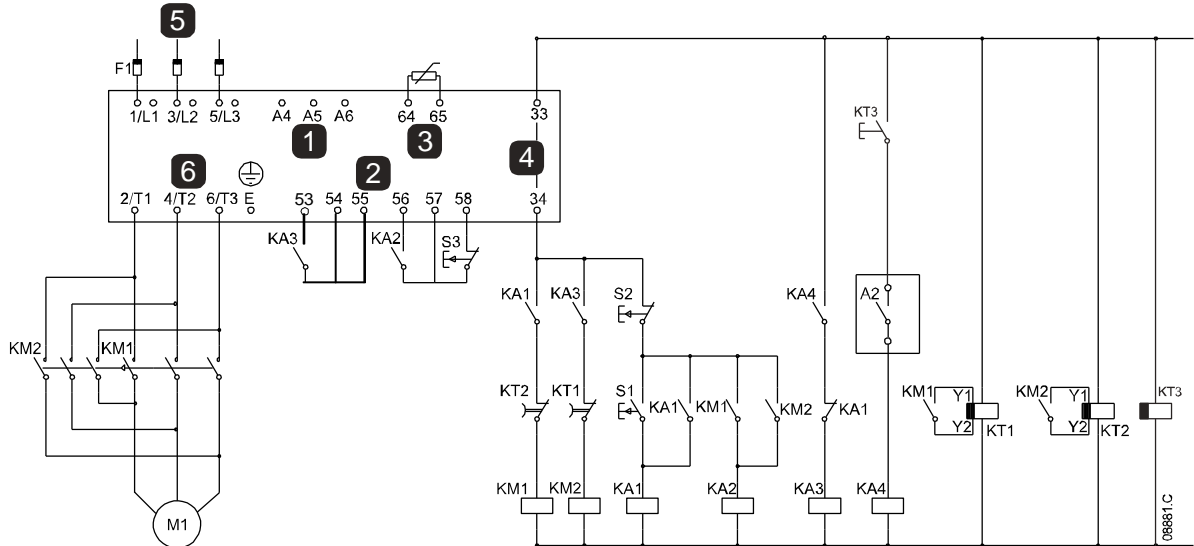 5
F1
1/L1 3/L2 5/L3 A4 A5 A6 64 65 33
1 3 4
6 2
2/T1 4/T2 6/T3 E 53 54 55 56 57 58 34
KA3 KA2 S3
KT3
KA1 KA3 S2 KA4 A2
KM2 KM1
KT2 KT1 S1 KA1 KM1 KM2 KA1 KM1 Y1 Y2 KT1 KM2 Y1 Y2 KT2 KT3
KM1 KM2 KA1 KA2 KA3 KA4
M1
08881.C